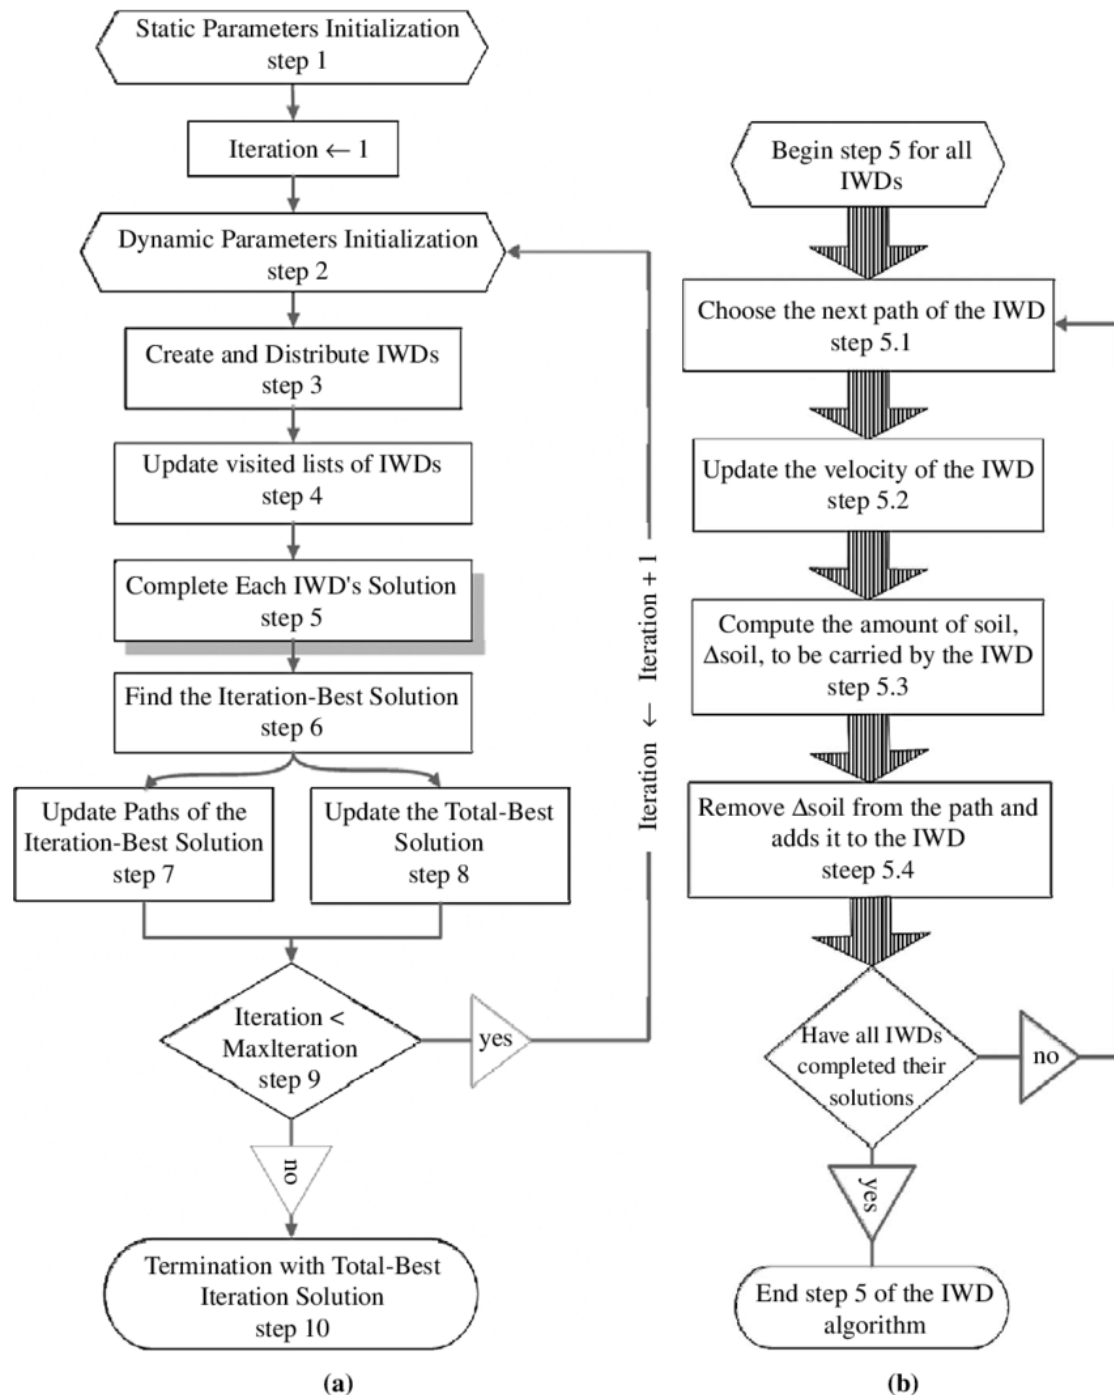 Static Parameters Initialization
step 1
Iteration ← 1
Dynamic Parameters Initialization
step 2
Create and Distribute IWDs
step 3
Update visited lists of IWDs
step 4
Complete Each IWD's Solution
step 5
Find the Iteration-Best Solution
step 6
Update Paths of the
Iteration-Best Solution
step 7
Update the Total-Best
Solution
step 8
Iteration <
MaxIteration
step 9
yes
Iteration ← Iteration + 1
no
Termination with Total-Best
Iteration Solution
step 10
(a)
Begin step 5 for all
IWDs
Choose the next path of the IWD
step 5.1
Update the velocity of the IWD
step 5.2
Compute the amount of soil,
Δsoil, to be carried by the IWD
step 5.3
Remove Δsoil from the path and
adds it to the IWD
steep 5.4
Have all IWDs
completed their
solutions
no
yes
End step 5 of the IWD
algorithm
(b)